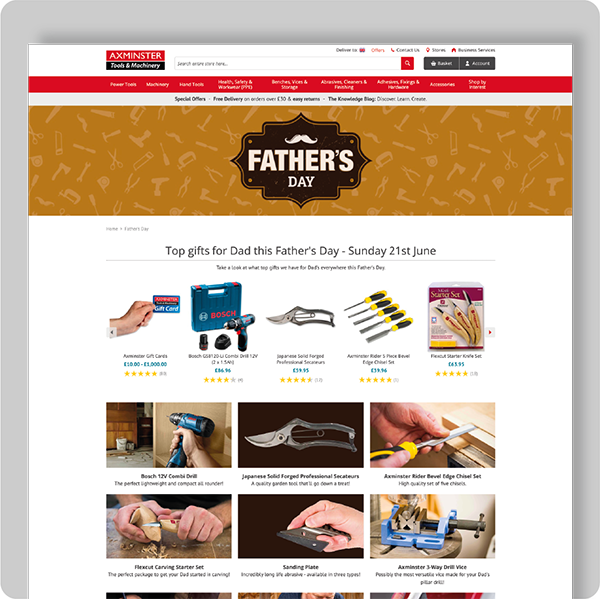 Deliver to Offers Contact Us Stores Business Services
AXMINSTER
Tools & Machinery
Search entire store here...
Basket Account
Power Tools Machinery Hand Tools Health, Safety & Workwear (PPE) Benches, Vices & Storage Abrasives, Cleaners & Finishing Adhesives, Fixings & Hardware Accessories Shop by Interest
Special Offers - Free Delivery on orders over £50 & easy returns - The Knowledge Blog: Discover. Learn. Create.
FATHER'S
DAY
Home > Father's Day
Top gifts for Dad this Father's Day - Sunday 21st June
Take a look at what top gifts we have for Dad's everywhere this Father's Day.
AXMINSTER
Tools & Machinery
Gift Card
BOSCH
Starter Set
Axminster Gift Cards
£10.00 - £1,000.00
Bosch GSB120-LI Combi Drill 12V
(2 x 1.5Ah)
£86.96
(4)
Japanese Solid Forged
Professional Secateurs
£59.95
(12)
Axminster Rider 5 Piece Bevel
Edge Chisel Set
£39.96
Flexcut Starter Knife Set
£65.95
Bosch 12V Combi Drill
The perfect lightweight and compact all rounder!
Japanese Solid Forged Professional Secateurs
A quality garden tool that'll go down a treat!
Axminster Rider Bevel Edge Chisel Set
High quality set of five chisels.
Flexcut Carving Starter Set
The perfect package to get your Dad started in carving!
Sanding Plate
Incredibly long life abrasive - available in three types!
Axminster 3-Way Drill Vice
Possibly the most versatile vice made for your Dad's
pillar drill!